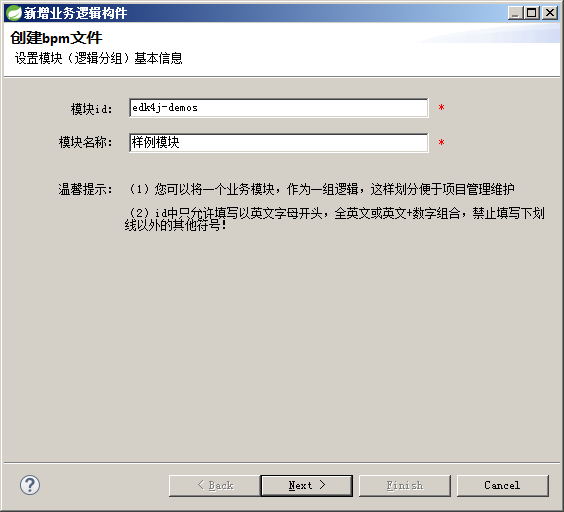 新增业务逻辑构件
创建bpm文件
设置模块（逻辑分组）基本信息
模块id: edk4j-demos *
模块名称: 样例模块 *
温馨提示: （1）您可以将一个业务模块，作为一组逻辑，这样划分便于项目管理维护
（2）id中只允许填写以英文字母开头，全英文或英文+数字组合，禁止填写下划
线以外的其他符号!
? < Back Next > Finish Cancel